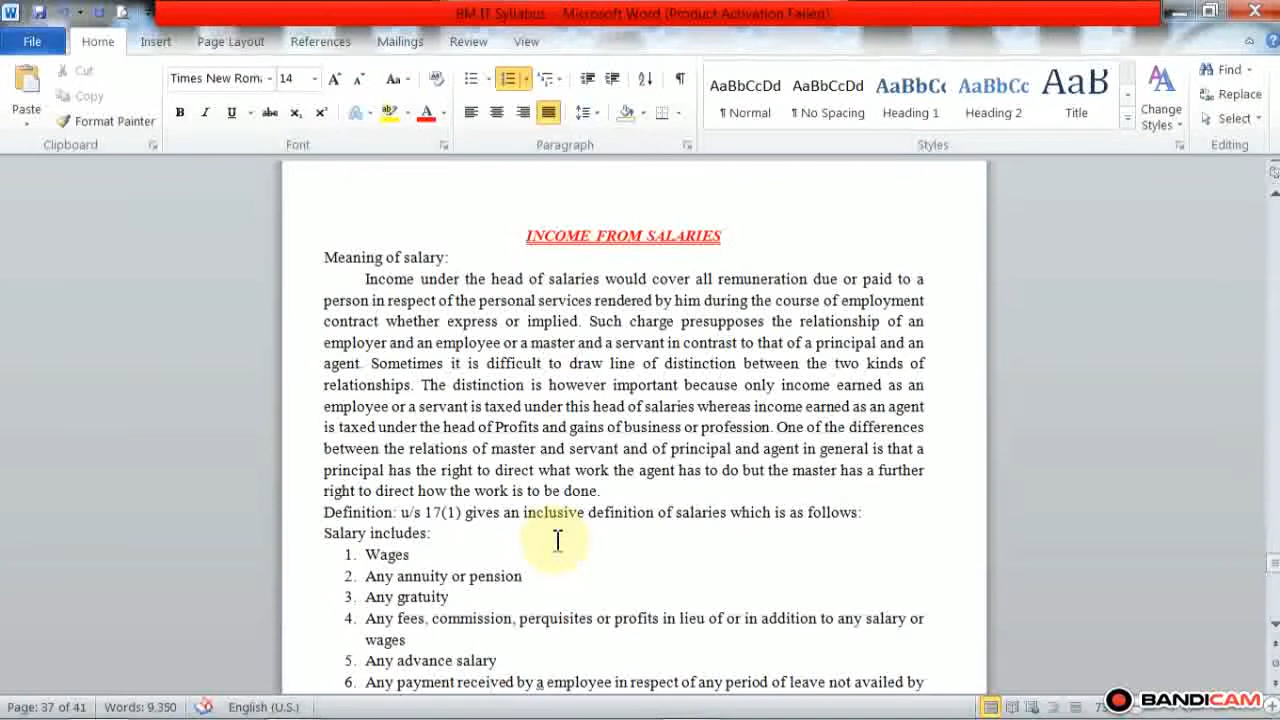 BM IT Syllabus - Microsoft Word (Product Activation Failed)
File Home Insert Page Layout References Mailings Review View
Paste
Cut
Copy
Format Painter
Clipboard
Times New Rom. 14
Aa
B I U abc x₂ x²
Font
Paragraph
AaBbCcDd AaBbCcDd AaBbCc AaBbCc AaB
¶ Normal ¶ No Spacing Heading 1 Heading 2 Title
Styles
Change Styles
Find
Replace
Select
Editing
INCOME FROM SALARIES
Meaning of salary:
Income under the head of salaries would cover all remuneration due or paid to a
person in respect of the personal services rendered by him during the course of employment
contract whether express or implied. Such charge presupposes the relationship of an
employer and an employee or a master and a servant in contrast to that of a principal and an
agent. Sometimes it is difficult to draw line of distinction between the two kinds of
relationships. The distinction is however important because only income earned as an
employee or a servant is taxed under this head of salaries whereas income earned as an agent
is taxed under the head of Profits and gains of business or profession. One of the differences
between the relations of master and servant and of principal and agent in general is that a
principal has the right to direct what work the agent has to do but the master has a further
right to direct how the work is to be done.
Definition: u/s 17(1) gives an inclusive definition of salaries which is as follows:
Salary includes:
1. Wages
2. Any annuity or pension
3. Any gratuity
4. Any fees, commission, perquisites or profits in lieu of or in addition to any salary or
wages
5. Any advance salary
6. Any payment received by a employee in respect of any period of leave not availed by
Page: 37 of 41 Words: 9,350 English (U.S.)
BANDICAM